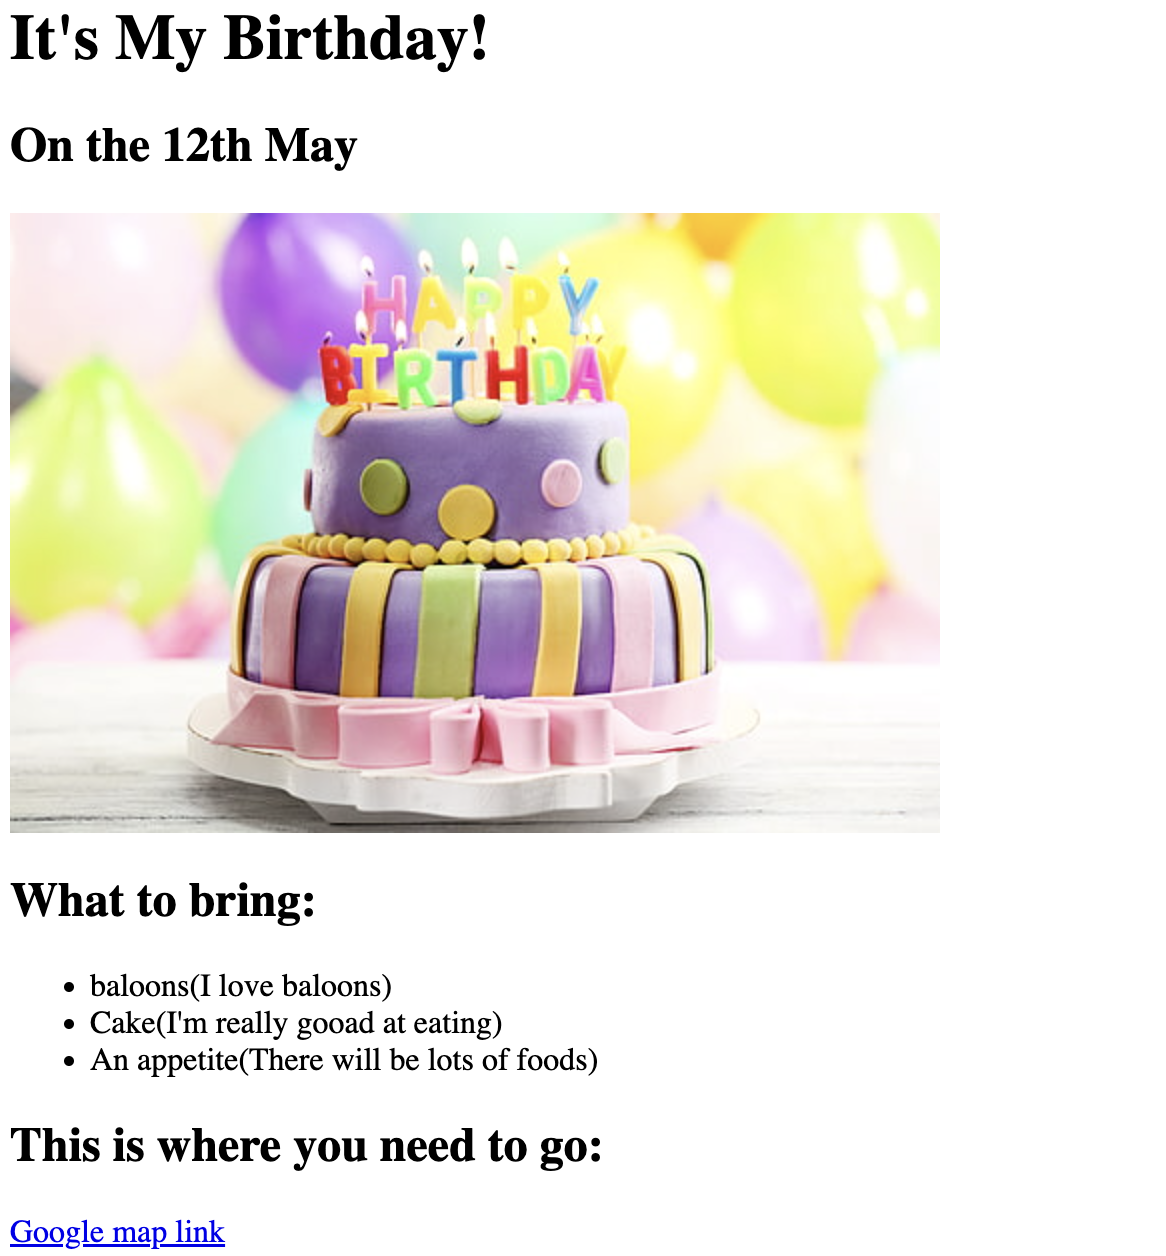 It's My Birthday!
On the 12th May
HAPPY
BIRTHDAY
What to bring:
baloons(I love baloons)
Cake(I'm really gooad at eating)
An appetite(There will be lots of foods)
This is where you need to go:
Google map link